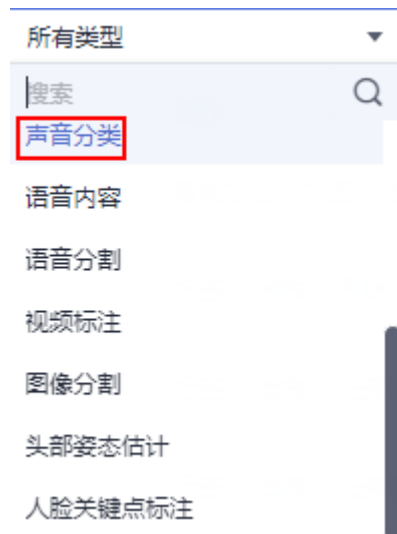 所有类型
搜索
声音分类
语音内容
语音分割
视频标注
图像分割
头部姿态估计
人脸关键点标注